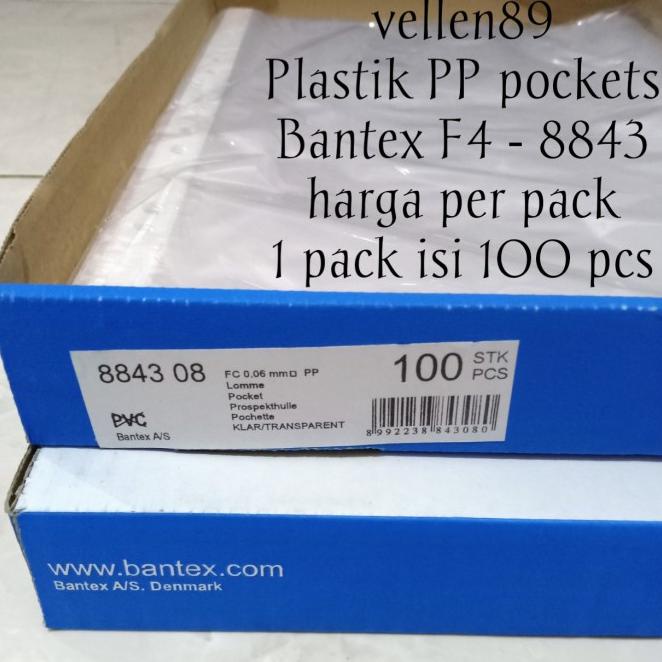 vellen89
Plastik PP pockets
Bantex F4 - 8843
harga per pack
1 pack isi 100 pcs
8843 08
FC 0,06 mm PP
Lomme
Pocket
Prospekthulle
Pochette
KLAR/TRANSPARENT
100 STK PCS
PVC
Bantex A/S
8 992238 843080
www.bantex.com
Bantex A/S. Denmark